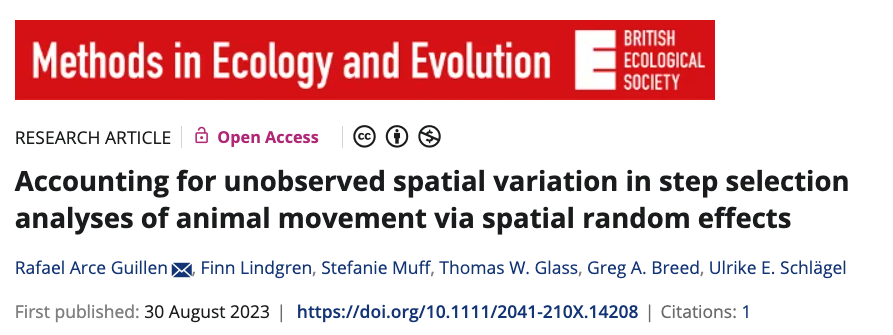 Methods in Ecology and Evolution
BRITISH
ECOLOGICAL
SOCIETY
RESEARCH ARTICLE Open Access cc
Accounting for unobserved spatial variation in step selection
analyses of animal movement via spatial random effects
Rafael Arce Guillen, Finn Lindgren, Stefanie Muff, Thomas W. Glass, Greg A. Breed, Ulrike E. Schlägel
First published: 30 August 2023 | https://doi.org/10.1111/2041-210X.14208 | Citations: 1